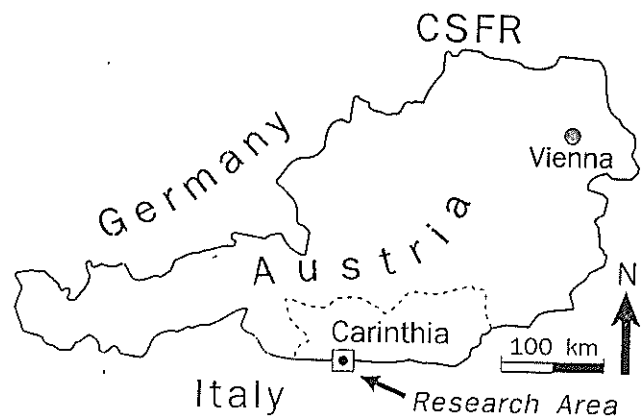 CSFR
Germany
Vienna
Austria
N
Carinthia
100 km
Italy
Research Area